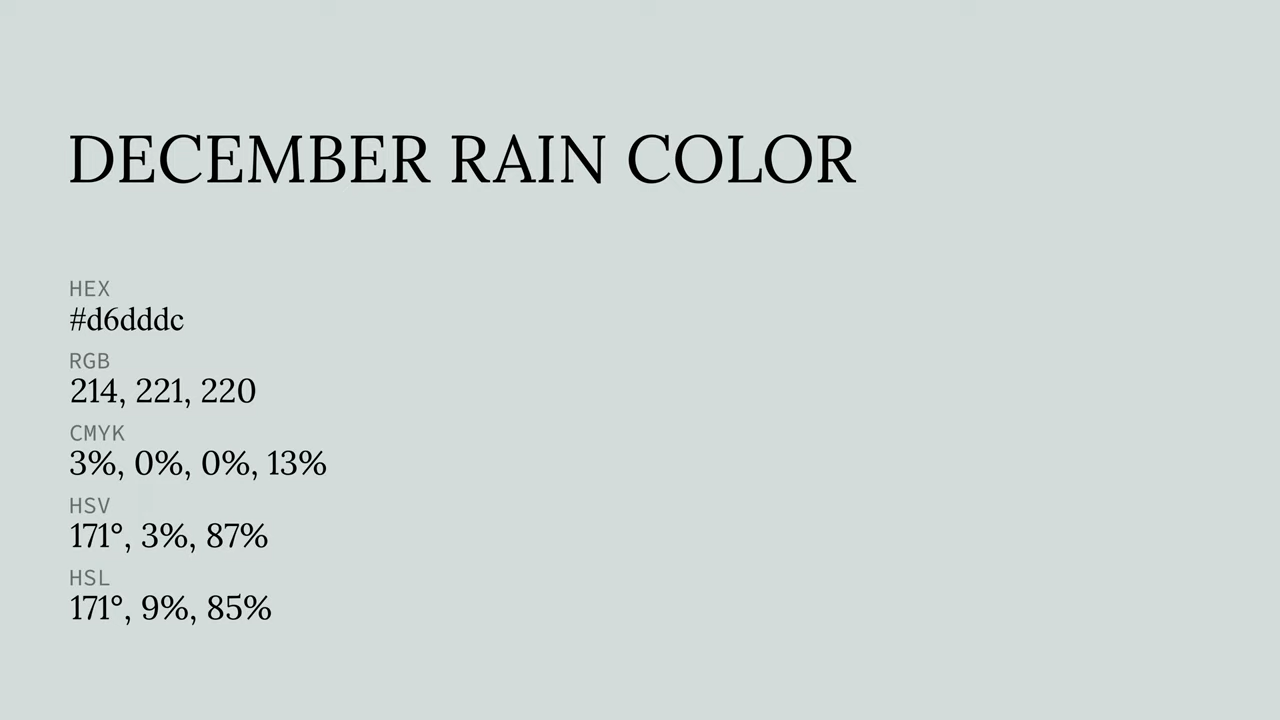 DECEMBER RAIN COLOR
HEX
#d6dddc
RGB
214, 221, 220
CMYK
3%, 0%, 0%, 13%
HSV
171°, 3%, 87%
HSL
171°, 9%, 85%